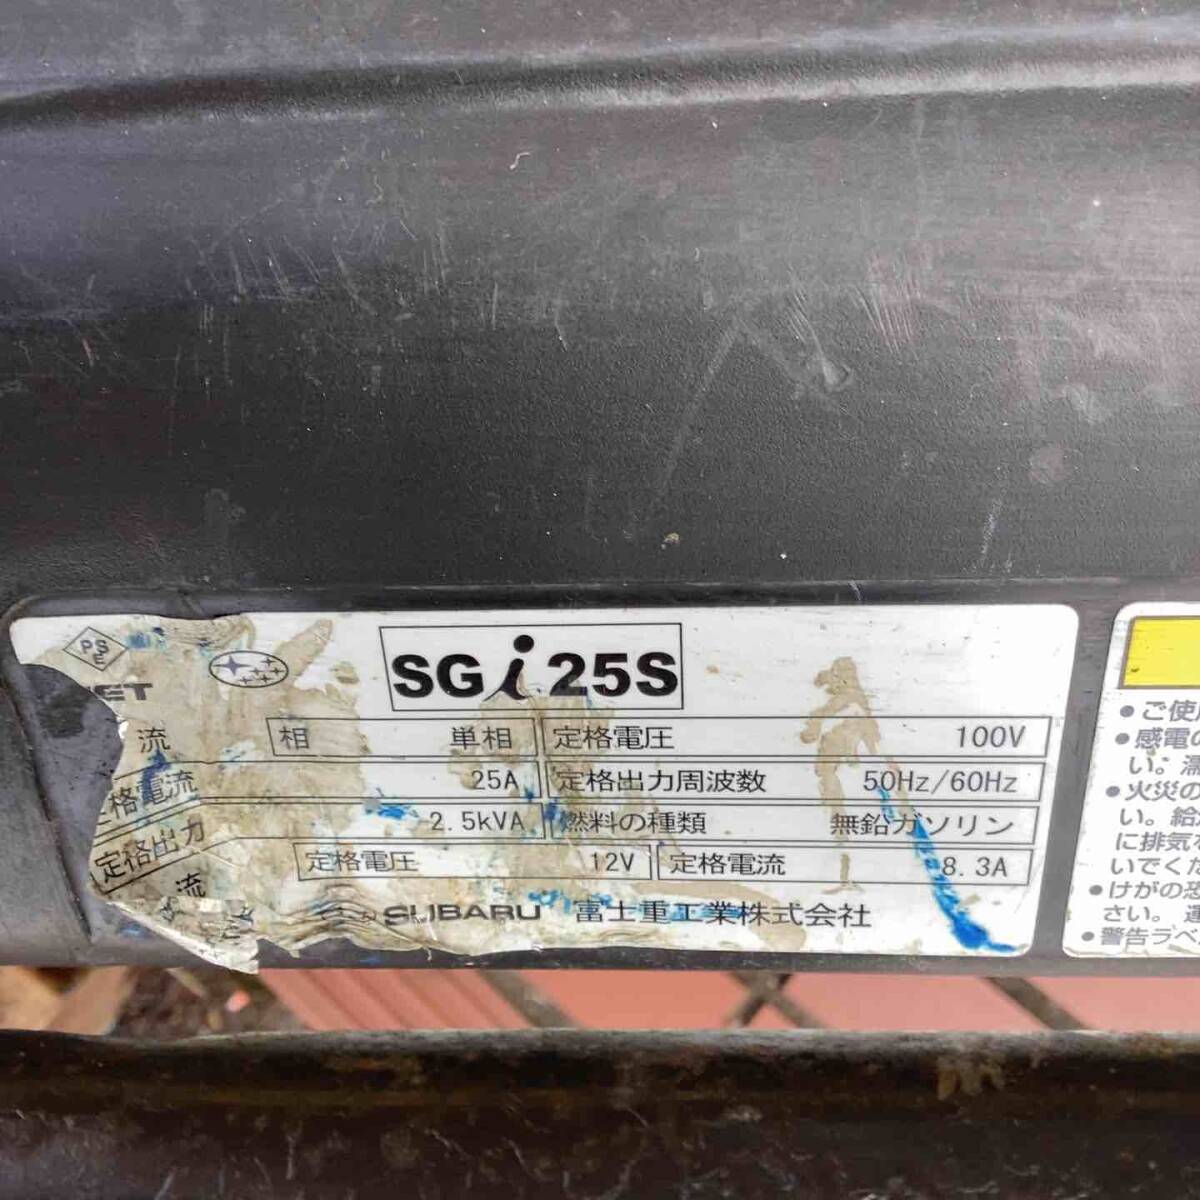 PSE
ET
SGi25S
流
相 単相 定格電圧 100V
格電流 25A 定格出力周波数 50Hz/60Hz
定格出力 2.5kVA 燃料の種類 無鉛ガソリン
流 定格電圧 12V 定格電流 8.3A
SUBARU 富士重工業株式会社
●ご使
●感電の
い。
●火災の
い。給
に排気
いでくだ
●けがの恐
さい。
●警告ラベ